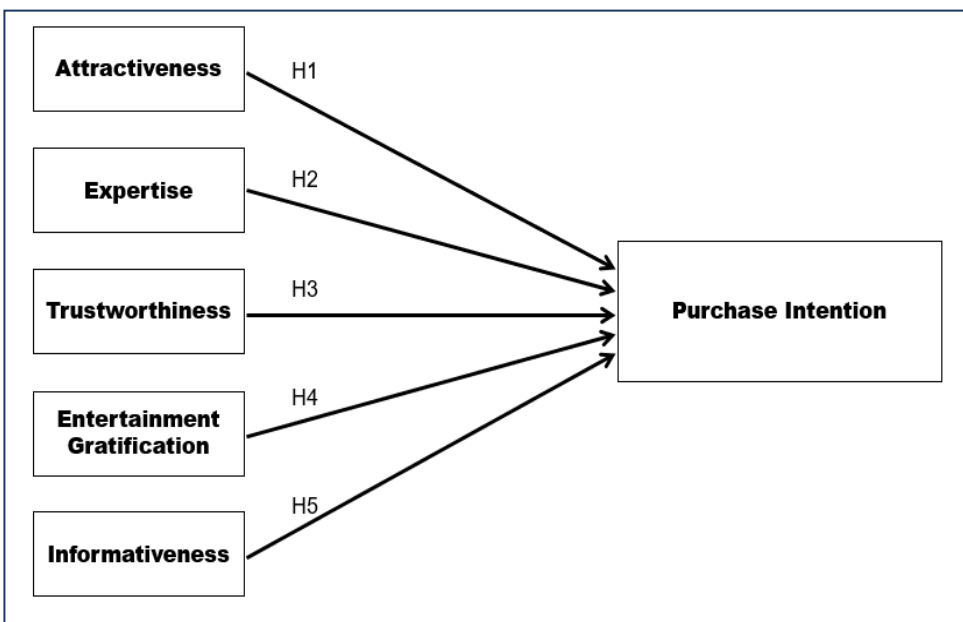 Attractiveness
H1
Expertise
H2
Trustworthiness
H3
Purchase Intention
Entertainment
Gratification
H4
Informativeness
H5